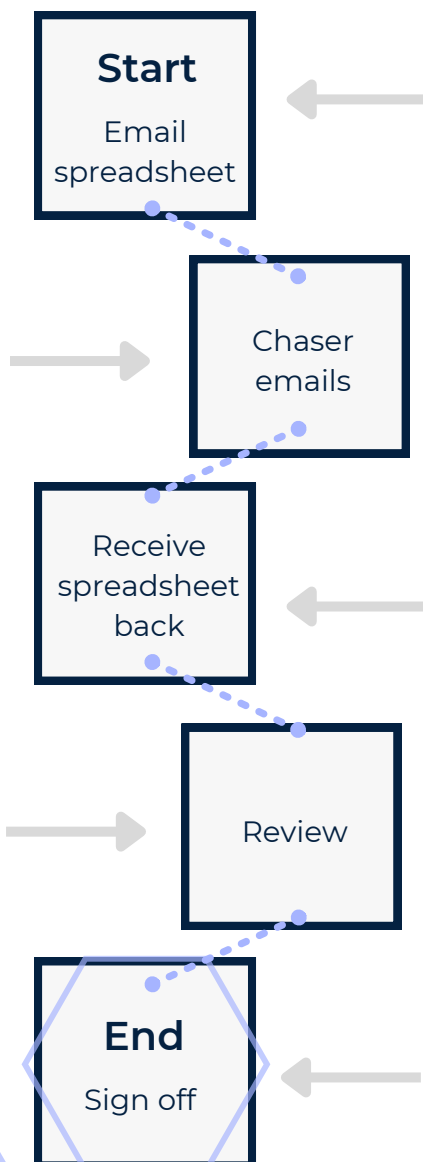 Start
Email
spreadsheet
Chaser
emails
Receive
spreadsheet
back
Review
End
Sign off